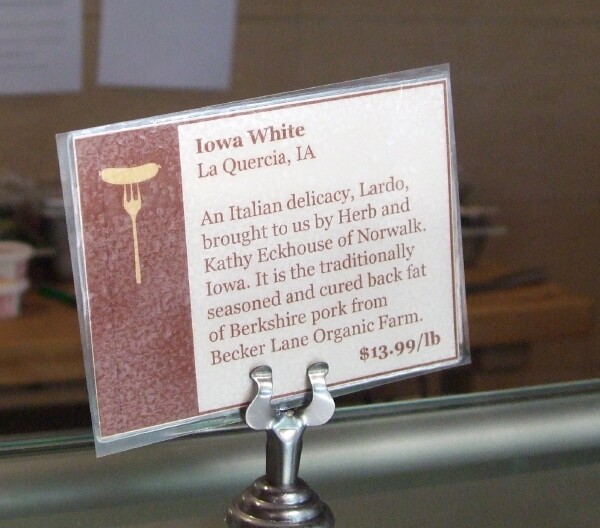 Iowa White
La Quercia, IA
An Italian delicacy, Lardo,
brought to us by Herb and
Kathy Eckhouse of Norwalk.
Iowa. It is the traditionally
seasoned and cured back fat
of Berkshire pork from
Becker Lane Organic Farm.
$13.99/lb